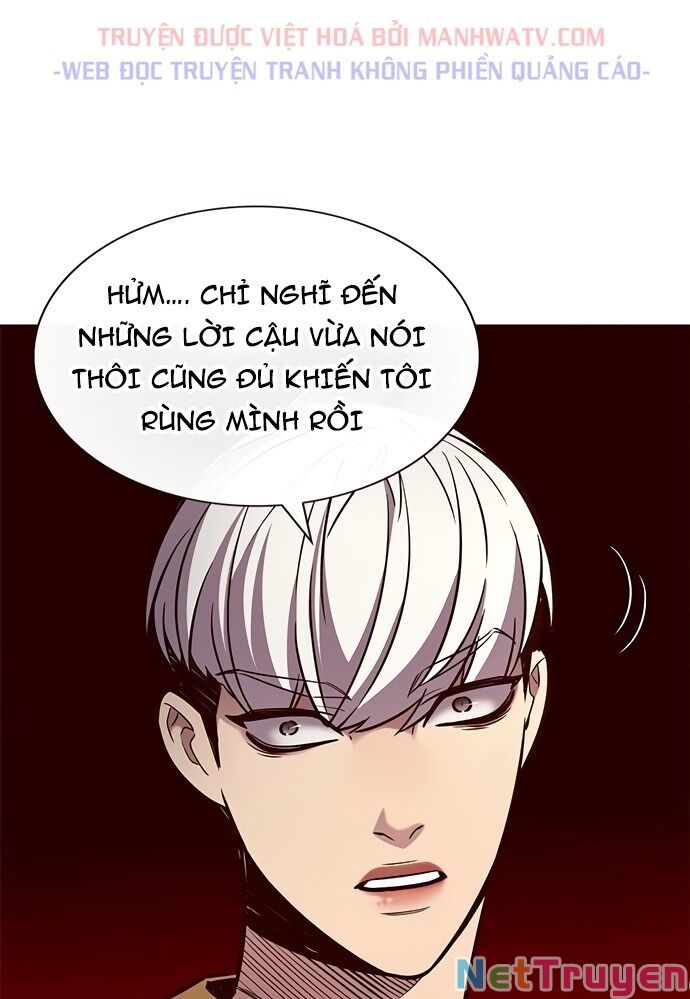 TRUYỆN ĐƯỢC VIỆT HOÁ BỞI MANHWATV.COM
-WEB ĐỌC TRUYỆN TRANH KHÔNG PHIỀN QUẢNG CÁO-
HỬM.... CHỈ NGHĨ ĐẾN
NHỮNG LỜI CẬU VỪA NÓI
THÔI CŨNG ĐỦ KHIẾN TÔI
RÙNG MÌNH RỒI
NetTruyen